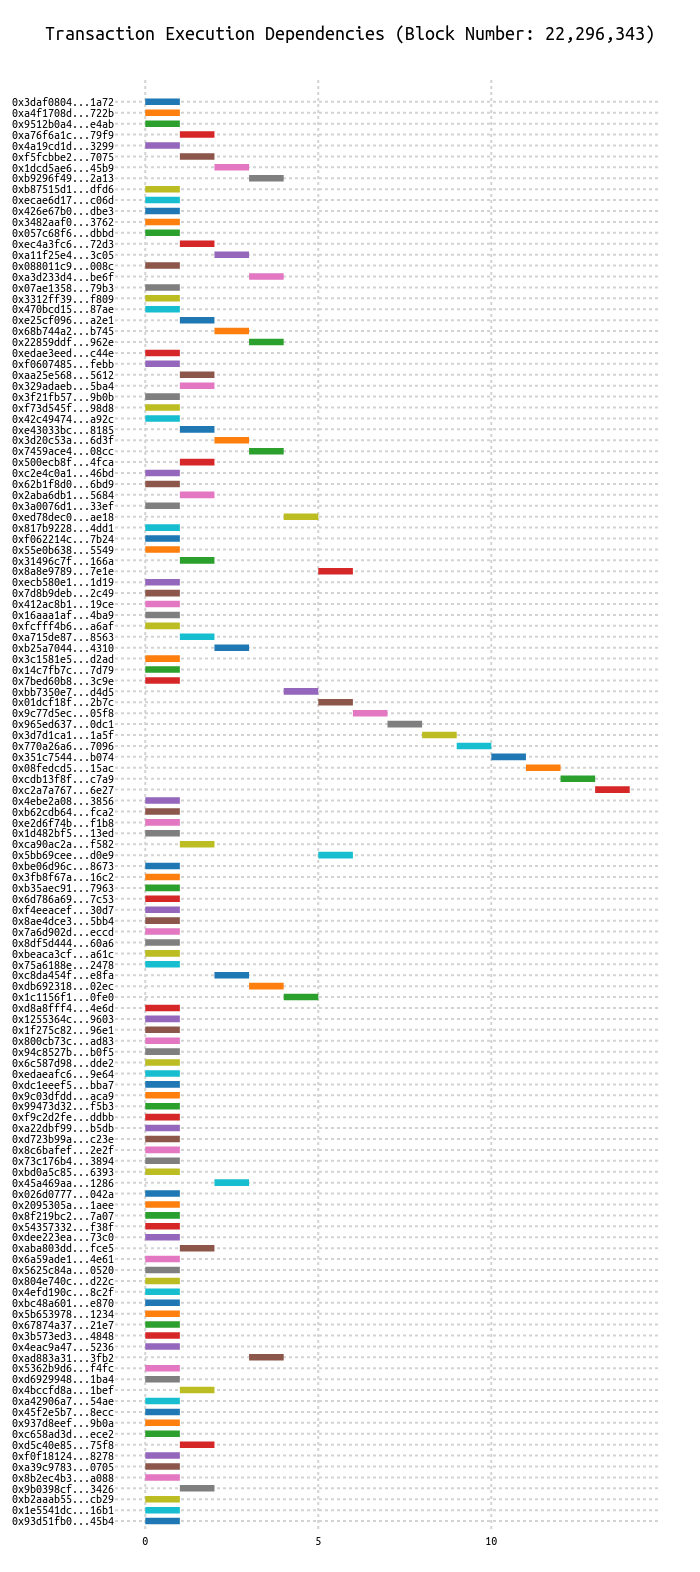 Transaction Execution Dependencies (Block Number: 22,296,343)
0x3daf0804...1a72
0xa4f1708d...722b
0x9512b0a4...e4ab
0xa76f6a1c...79f9
0x4a19cd1d...3299
0xf5fcbbe2...7075
0x1dcd5ae6...45b9
0xb9296f49...2a13
0xb87515d1...dfd6
0xecae6d17...c06d
0x426e67b0...dbe3
0x3482aaf0...3762
0x057c68f6...dbbd
0xec4a3fc6...72d3
0xa11f25e4...3c05
0x088011c9...008c
0xa3d233d4...be6f
0x07ae1358...79b3
0x3312ff39...f809
0x470bcd15...87ae
0xe25cf096...a2e1
0x68b744a2...b745
0x22859ddf...962e
0xedae3eed...c44e
0xf0607485...febb
0xaa25e568...5612
0x329adaeb...5ba4
0x3f21fb57...9b0b
0xf73d545f...98d8
0x42c49474...a92c
0xe43033bc...8185
0x3d20c53a...6d3f
0x7459ace4...08cc
0x500ecb8f...4fca
0xc2e4c0a1...46bd
0x62b1f8d0...6bd9
0x2aba6db1...5684
0x3a0076d1...33ef
0xed78dec0...ae18
0x817b9228...4dd1
0xf062214c...7b24
0x55e0b638...5549
0x31496c7f...166a
0x8a8e9789...7e1e
0xecb580e1...1d19
0x7d8b9deb...2c49
0x412ac8b1...19ce
0x16aaa1af...4ba9
0xfcfff4b6...a6af
0xa715de87...8563
0xb25a7044...4310
0x3c1581e5...d2ad
0x14c7fb7c...7d79
0x7bed60b8...3c9e
0xbb7350e7...d4d5
0x01dcf18f...2b7c
0x9c77d5ec...05f8
0x965ed637...0dc1
0x3d7d1ca1...1a5f
0x770a26a6...7096
0x351c7544...b074
0x08fedcd5...15ac
0xcdb13f8f...c7a9
0xc2a7a767...6e27
0x4ebe2a08...3856
0xb62cdb64...fca2
0xe2d6f74b...f1b8
0x1d482bf5...13ed
0xca90ac2a...f582
0x5bb69cee...d0e9
0xbe06d96c...8673
0x3fb8f67a...16c2
0xb35aec91...7963
0x6d786a69...7c53
0xf4eeacef...30d7
0x8ae4dce3...5bb4
0x7a6d902d...eccd
0x8df5d444...60a6
0xbeaca3cf...a61c
0x75a6188e...2478
0xc8da454f...e8fa
0xdb692318...02ec
0x1c1156f1...0fe0
0xd8a8fff4...4e6d
0x1255364c...9603
0x1f275c82...96e1
0x800cb73c...ad83
0x94c8527b...b0f5
0x6c587d98...dde2
0xedaeafc6...9e64
0xdc1eeef5...bba7
0x9c03dfdd...aca9
0x99473d32...f5b3
0xf9c2d2fe...ddbb
0xa22dbf99...b5db
0xd723b99a...c23e
0x8c6bafef...2e2f
0x73c176b4...3894
0xbd0a5c85...6393
0x45a469aa...1286
0x026d0777...042a
0x2095305a...1aee
0x8f219bc2...7a07
0x54357332...f38f
0xdee223ea...73c0
0xaba803dd...fce5
0x6a59ade1...4e61
0x5625c84a...0520
0x804e740c...d22c
0x4efd190c...8c2f
0xbc48a601...e870
0x5b653978...1234
0x67874a37...21e7
0x3b573ed3...4848
0x4eac9a47...5236
0xad883a31...3fb2
0x5362b9d6...f4fc
0xd6929948...1ba4
0x4bccfd8a...1bef
0xa42906a7...54ae
0x45f2e5b7...8ecc
0x937d8eef...9b0a
0xc658ad3d...ece2
0xd5c40e85...75f8
0xf0f18124...8278
0xa39c9783...0705
0x8b2ec4b3...a088
0x9b0398cf...3426
0xb2aaab55...cb29
0x1e5541dc...16b1
0x93d51fb0...45b4
0 5 10